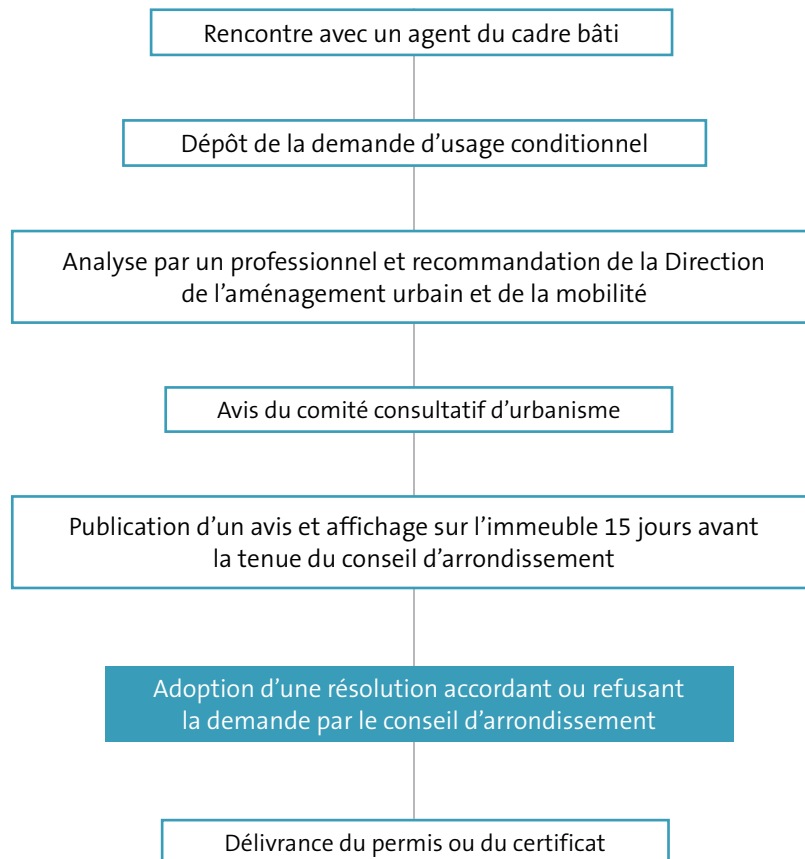 Rencontre avec un agent du cadre bâti
Dépôt de la demande d’usage conditionnel
Analyse par un professionnel et recommandation de la Direction
de l’aménagement urbain et de la mobilité
Avis du comité consultatif d’urbanisme
Publication d’un avis et affichage sur l’immeuble 15 jours avant
la tenue du conseil d’arrondissement
Adoption d’une résolution accordant ou refusant
la demande par le conseil d’arrondissement
Délivrance du permis ou du certificat